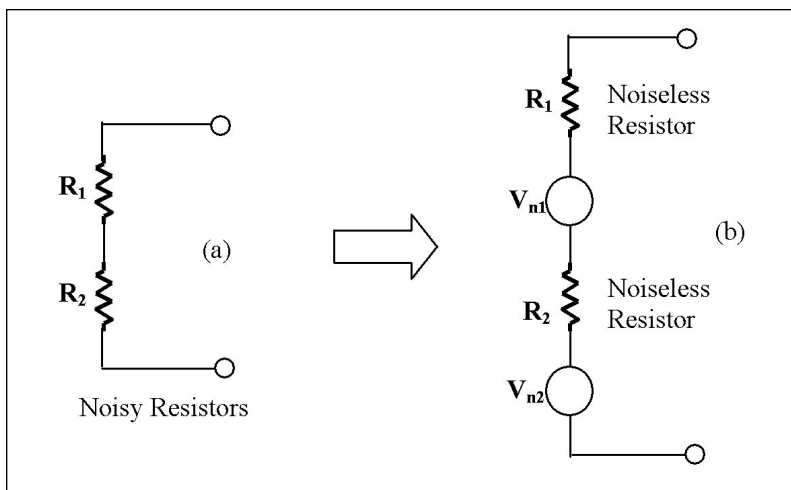 R₁
R₂
(a)
Noisy Resistors
R₁
Noiseless
Resistor
Vₙ₁
(b)
R₂
Noiseless
Resistor
Vₙ₂